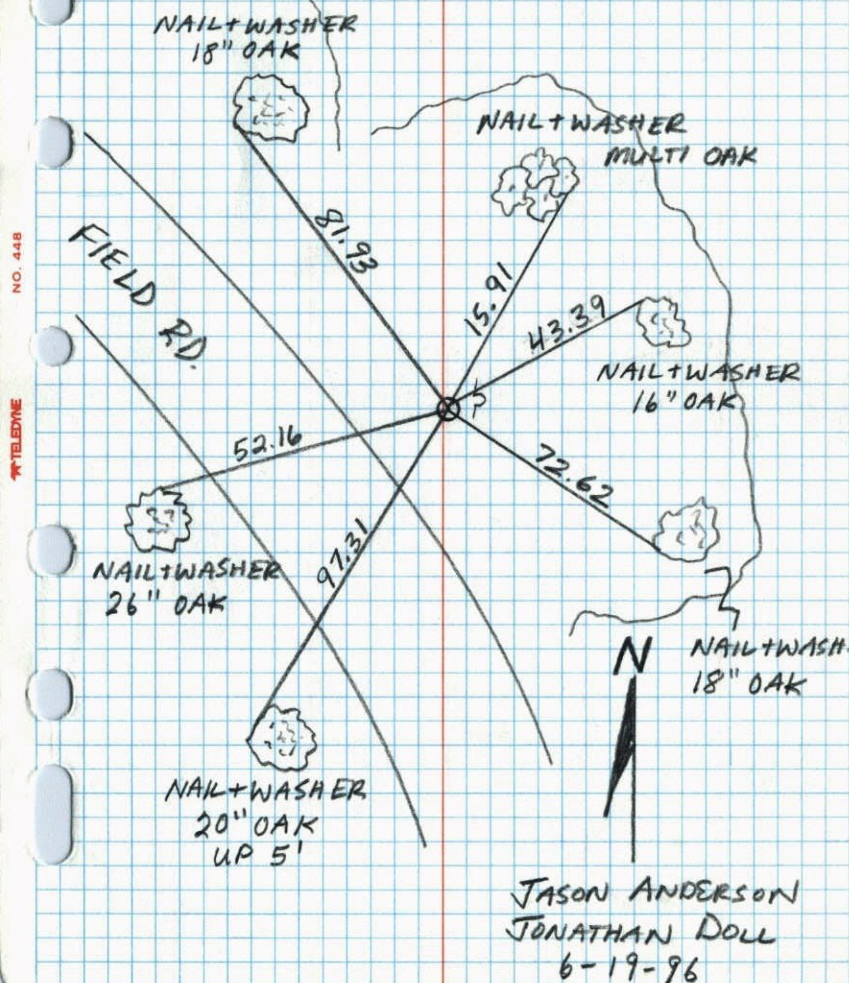 NAIL+WASHER
18" OAK
NAIL+WASHER
MULTI OAK
81.93
FIELD RD.
15.91
43.39
NAIL+WASHER
16" OAK
52.16
72.62
97.31
NAIL+WASHER
26" OAK
NAIL+WASH
18" OAK
N
NAIL+WASHER
20" OAK
UP 5'
JASON ANDERSON
JONATHAN DOLL
6-19-96
NO. 448
TELEDYNE